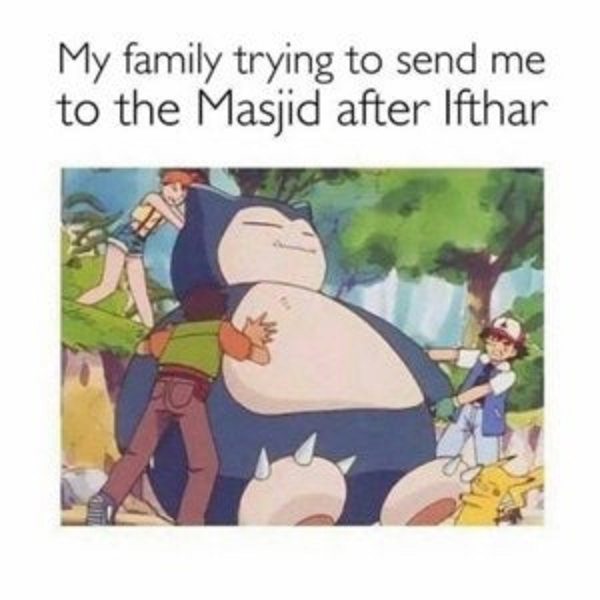 My family trying to send me
to the Masjid after Ifthar